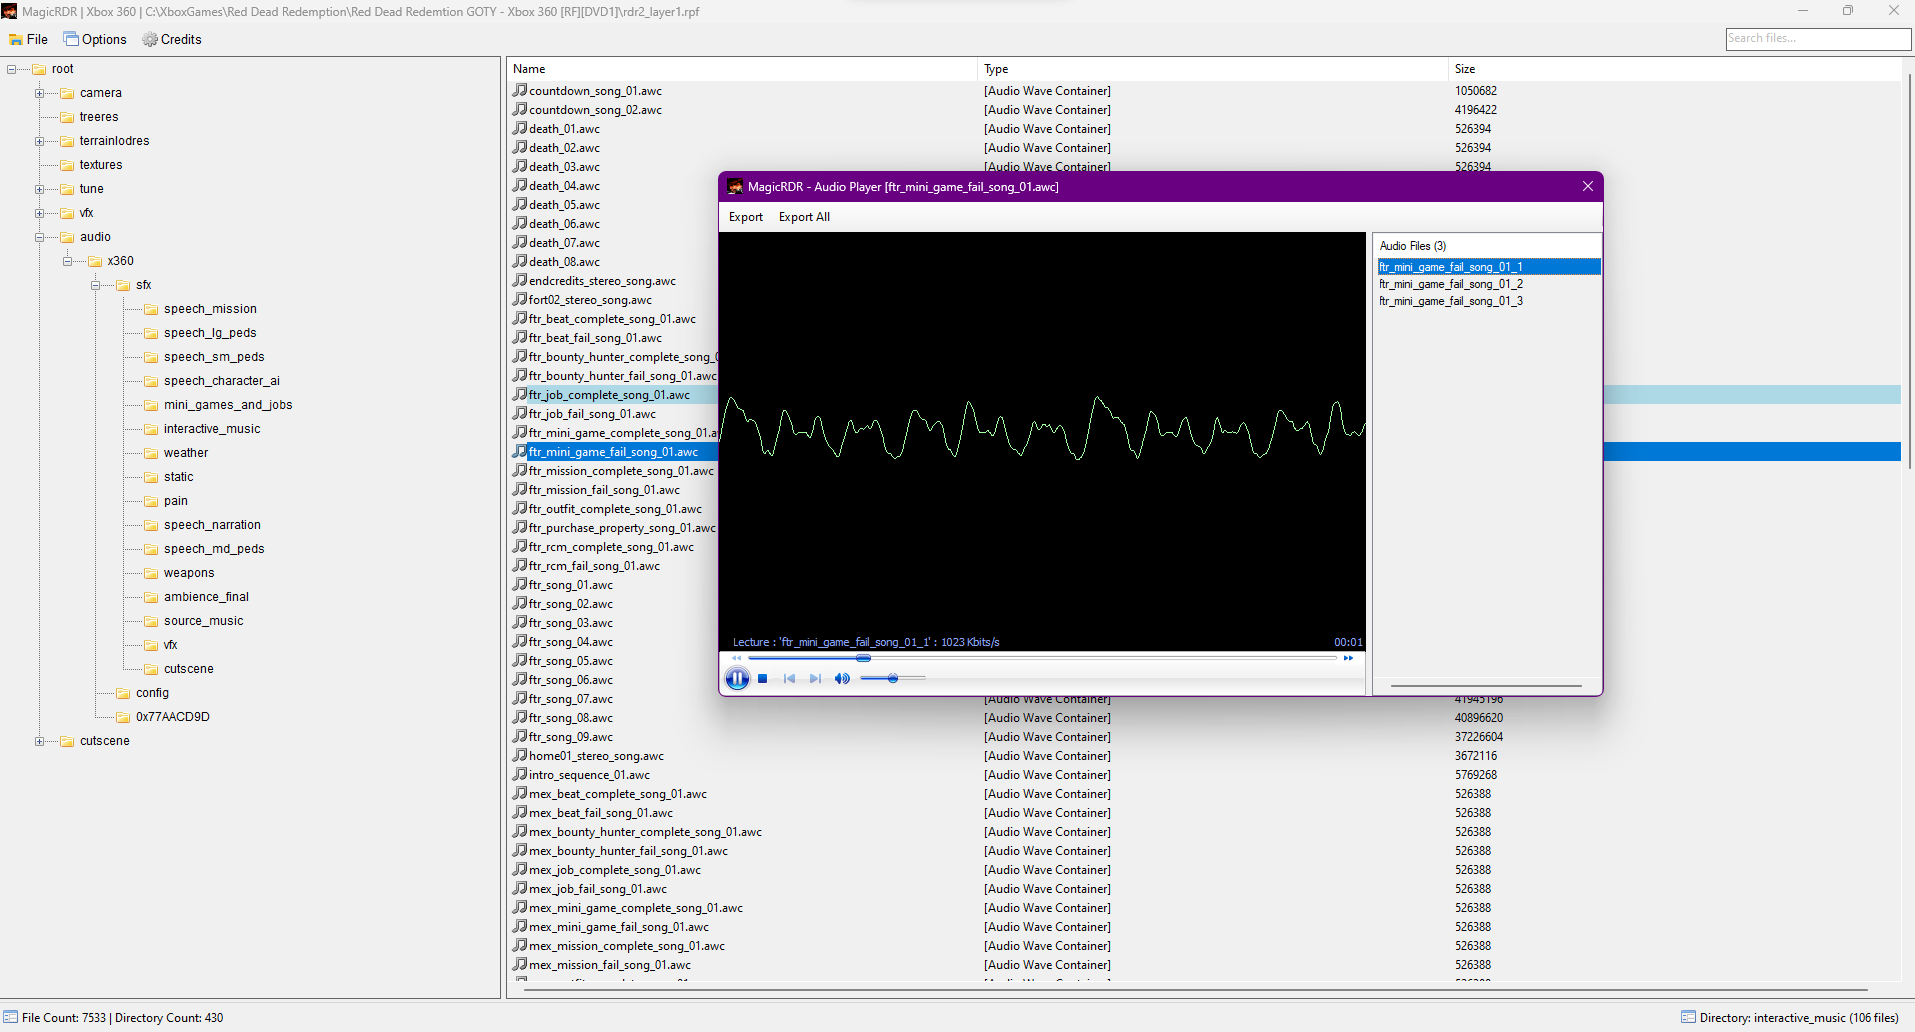 MagicRDR | Xbox 360 | C:\XboxGames\Red Dead Redemption\Red Dead Redemtion GOTY - Xbox 360 [RF][DVD1]\rdr2_layer1.rpf
File Options Credits
Search files...
root
camera
treeres
terrainlodres
textures
tune
vfx
audio
x360
sfx
speech_mission
speech_lg_peds
speech_sm_peds
speech_character_ai
mini_games_and_jobs
interactive_music
weather
static
pain
speech_narration
speech_md_peds
weapons
ambience_final
source_music
vfx
cutscene
config
0x77AACD9D
cutscene
Name Type Size
countdown_song_01.awc [Audio Wave Container] 1050682
countdown_song_02.awc [Audio Wave Container] 4196422
death_01.awc [Audio Wave Container] 526394
death_02.awc [Audio Wave Container] 526394
death_03.awc [Audio Wave Container] 526394
death_04.awc
death_05.awc
death_06.awc
death_07.awc
death_08.awc
endcredits_stereo_song.awc
fort02_stereo_song.awc
ftr_beat_complete_song_01.awc
ftr_beat_fail_song_01.awc
ftr_bounty_hunter_complete_song_0
ftr_bounty_hunter_fail_song_01.awc
ftr_job_complete_song_01.awc
ftr_job_fail_song_01.awc
ftr_mini_game_complete_song_01.a
ftr_mini_game_fail_song_01.awc
ftr_mission_complete_song_01.awc
ftr_mission_fail_song_01.awc
ftr_outfit_complete_song_01.awc
ftr_purchase_property_song_01.awc
ftr_rcm_complete_song_01.awc
ftr_rcm_fail_song_01.awc
ftr_song_01.awc
ftr_song_02.awc
ftr_song_03.awc
ftr_song_04.awc
ftr_song_05.awc
ftr_song_06.awc
ftr_song_07.awc [Audio Wave Container] 41945196
ftr_song_08.awc [Audio Wave Container] 40896620
ftr_song_09.awc [Audio Wave Container] 37226604
home01_stereo_song.awc [Audio Wave Container] 3672116
intro_sequence_01.awc [Audio Wave Container] 5769268
mex_beat_complete_song_01.awc [Audio Wave Container] 526388
mex_beat_fail_song_01.awc [Audio Wave Container] 526388
mex_bounty_hunter_complete_song_01.awc [Audio Wave Container] 526388
mex_bounty_hunter_fail_song_01.awc [Audio Wave Container] 526388
mex_job_complete_song_01.awc [Audio Wave Container] 526388
mex_job_fail_song_01.awc [Audio Wave Container] 526388
mex_mini_game_complete_song_01.awc [Audio Wave Container] 526388
mex_mini_game_fail_song_01.awc [Audio Wave Container] 526388
mex_mission_complete_song_01.awc [Audio Wave Container] 526388
mex_mission_fail_song_01.awc [Audio Wave Container] 526388
MagicRDR - Audio Player [ftr_mini_game_fail_song_01.awc]
Export Export All
Audio Files (3)
ftr_mini_game_fail_song_01_1
ftr_mini_game_fail_song_01_2
ftr_mini_game_fail_song_01_3
Lecture : 'ftr_mini_game_fail_song_01_1' : 1023 Kbits/s 00:01
File Count: 7533 | Directory Count: 430
Directory: interactive_music (106 files)